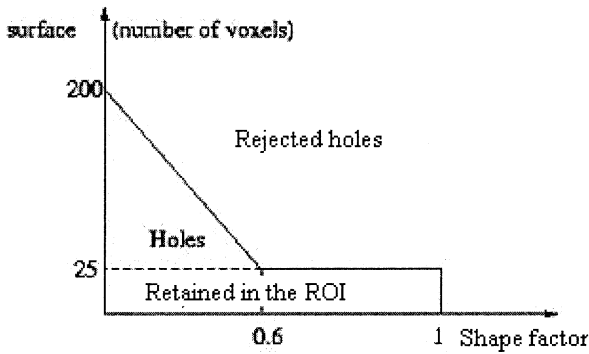 surface (number of voxels)
200
Rejected holes
Holes
25
Retained in the ROI
0.6
1
Shape factor